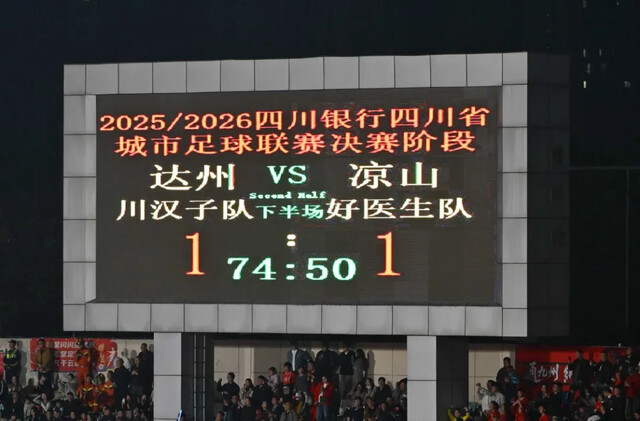 2025/2026四川银行四川省
城市足球联赛决赛阶段
达州 VS 凉山
Second Half
川汉子队 下半场 好医生队
1 : 1
74:50